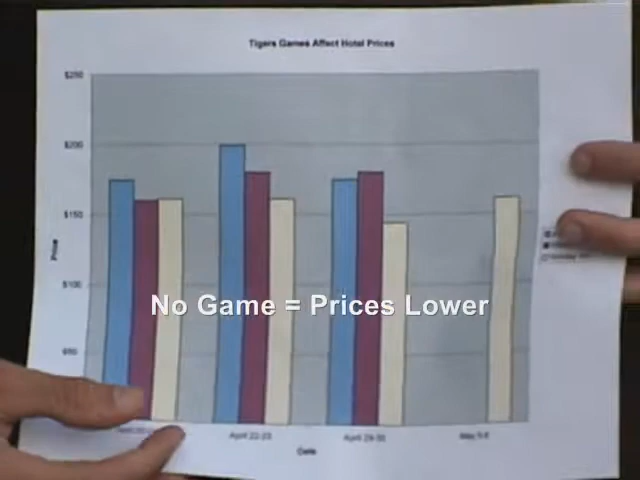 Tigers Games Affect Hotel Prices
$250
$200
$150
$100
$50
Price
No Game = Prices Lower
April 22-23
April 29-30
May 5-6
Date